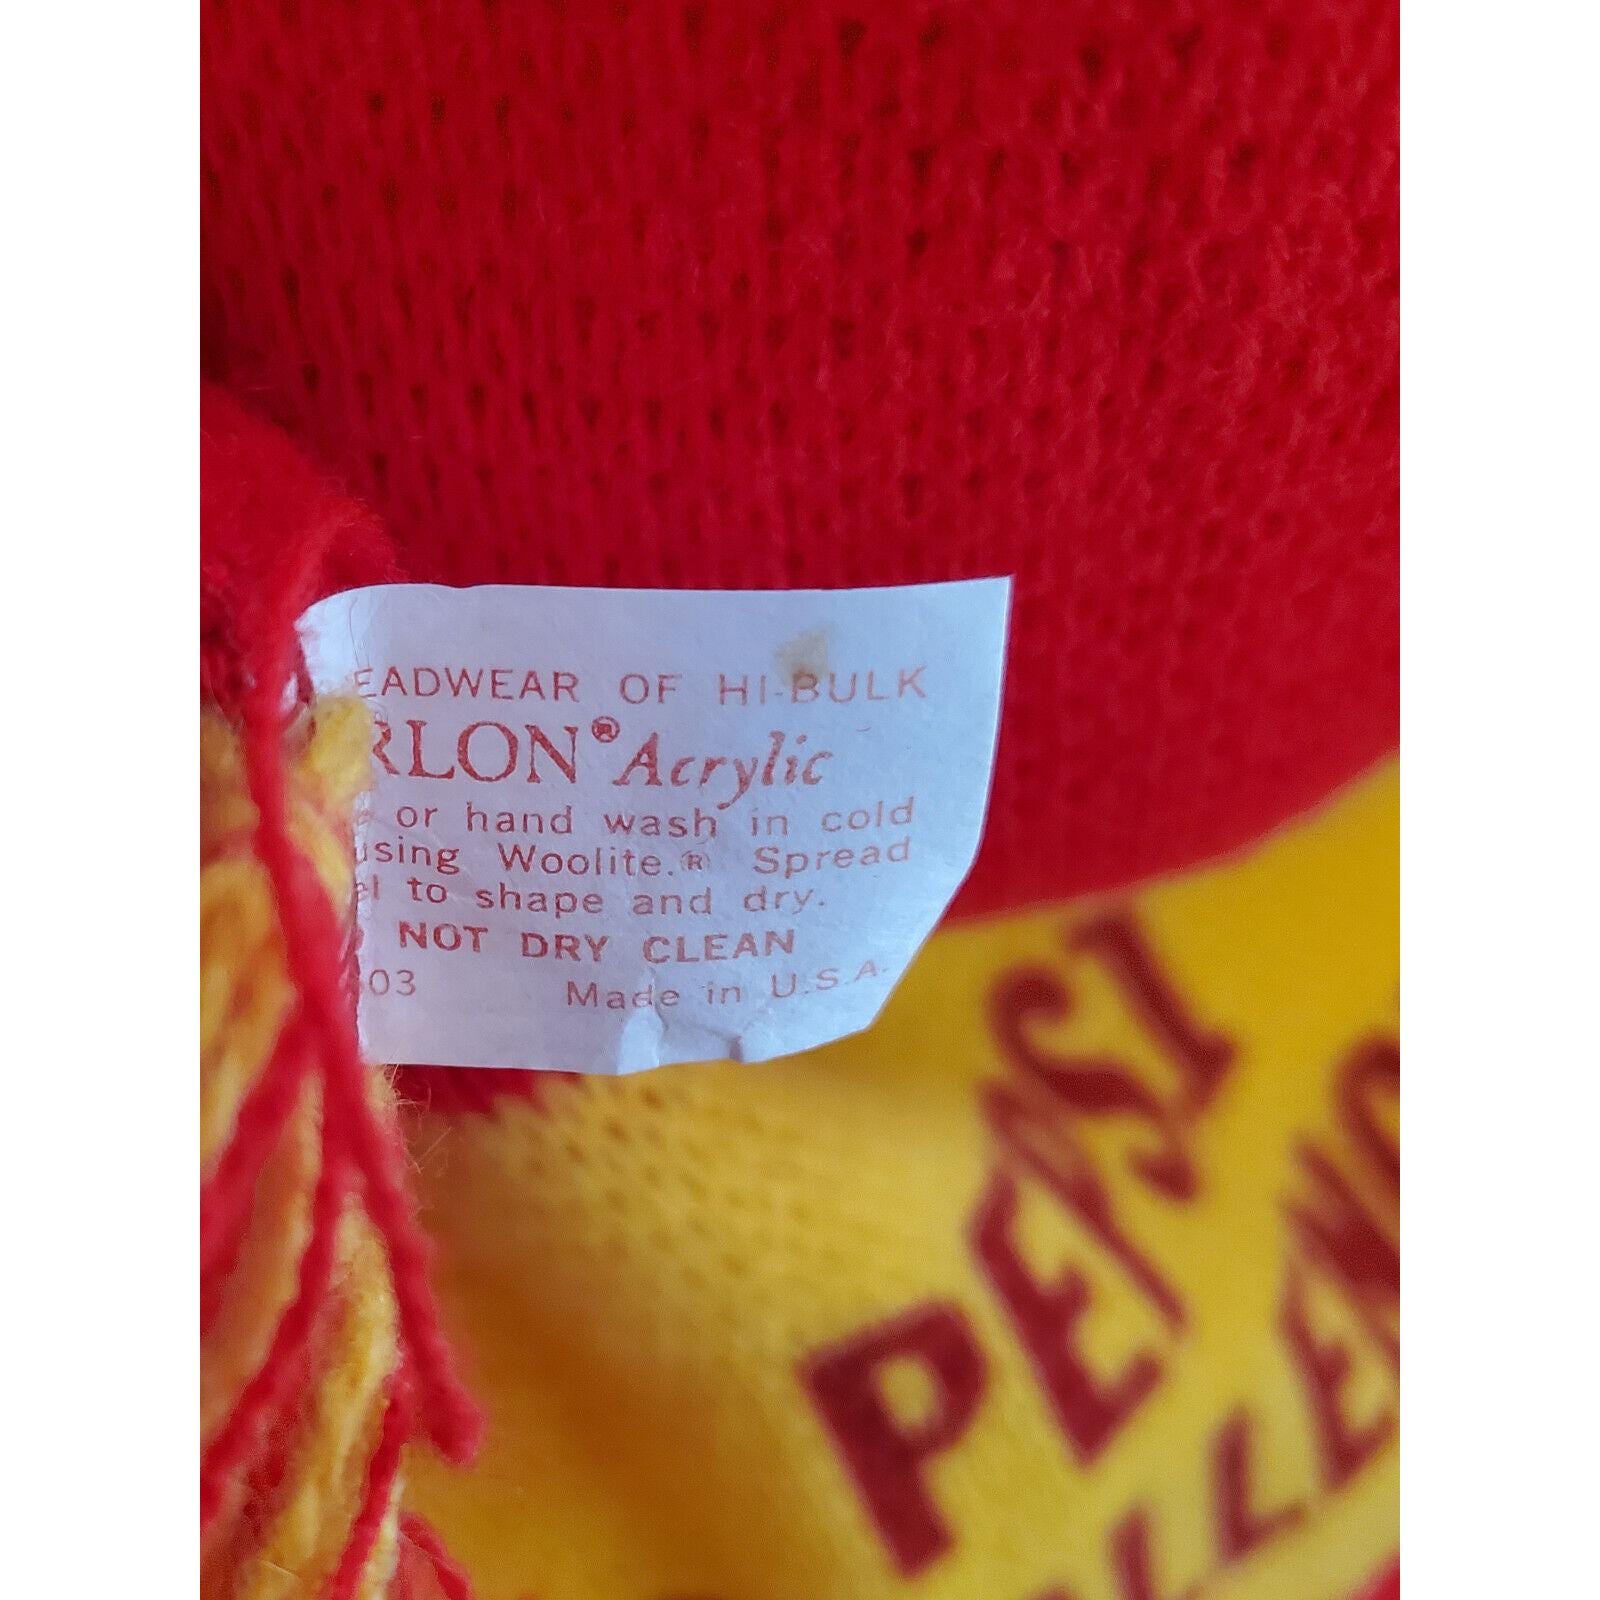 EADWEAR OF HI-BULK
RLON® Acrylic
or hand wash in cold
using Woolite.® Spread
to shape and dry.
NOT DRY CLEAN
03 Made in U.S.A.
PEPSI